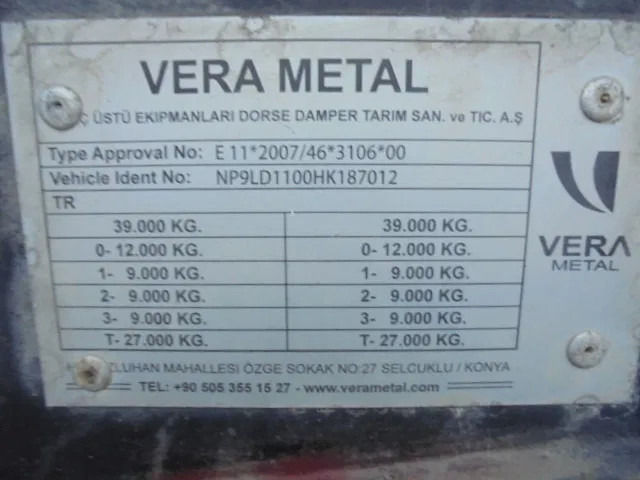 VERA METAL
ÜSTÜ EKIPMANLARI DORSE DAMPER TARIM SAN. ve TIC. A.Ş
Type Approval No: E 11*2007/46*3106*00
Vehicle Ident No: NP9LD1100HK187012
TR
39.000 KG. 39.000 KG.
0- 12.000 KG. 0- 12.000 KG.
1- 9.000 KG. 1- 9.000 KG.
2- 9.000 KG. 2- 9.000 KG.
3- 9.000 KG. 3- 9.000 KG.
T- 27.000 KG. T- 27.000 KG.
MAHALLESI ÖZGE SOKAK NO:27 SELCUKLU / KONYA
TEL: +90 505 355 15 27 - www.verametal.com
VERA
METAL